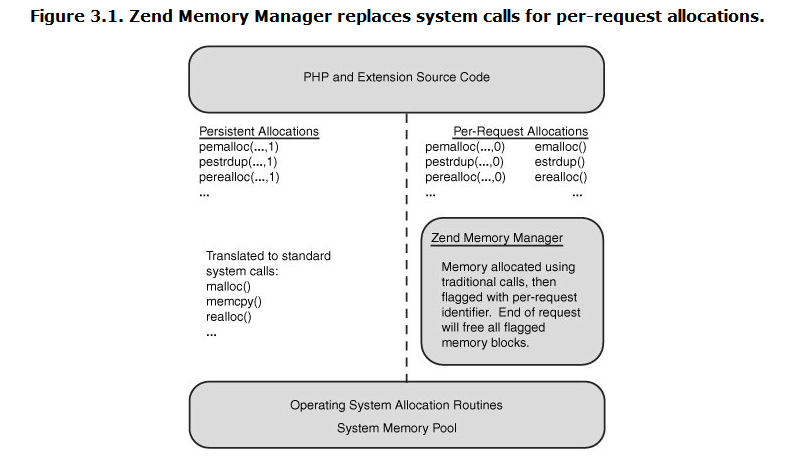 Figure 3.1. Zend Memory Manager replaces system calls for per-request allocations.
PHP and Extension Source Code
Persistent Allocations
pemalloc(...,1)
pestrdup(...,1)
perealloc(...,1)
...
Per-Request Allocations
pemalloc(...,0) emalloc()
pestrdup(...,0) estrdup()
perealloc(...,0) erealloc()
... ...
Translated to standard
system calls:
malloc()
memcpy()
realloc()
...
Zend Memory Manager
Memory allocated using
traditional calls, then
flagged with per-request
identifier. End of request
will free all flagged
memory blocks.
Operating System Allocation Routines
System Memory Pool